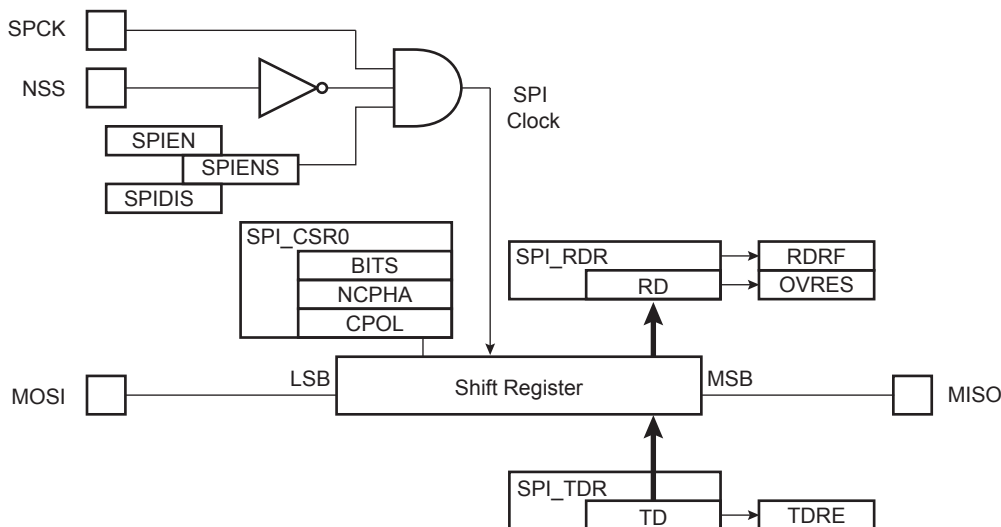 SPCK
NSS
SPI
Clock
SPIEN
SPIENS
SPIDIS
SPI_CSR0
BITS
NCPHA
CPOL
SPI_RDR
RD
RDRF
OVRES
MOSI
LSB
Shift Register
MSB
MISO
SPI_TDR
TD
TDRE